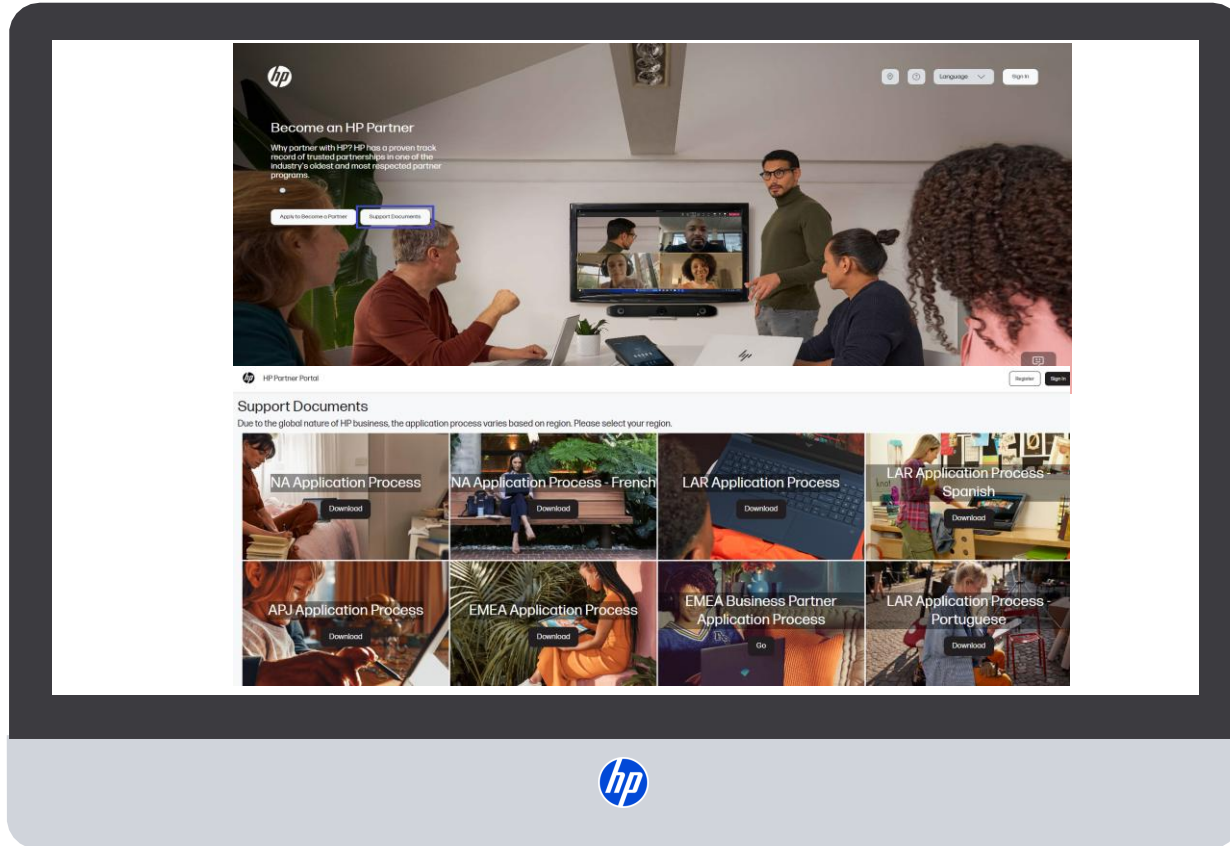 hp
Language
Sign In
Become an HP Partner
Why partner with HP? HP has a proven track
record of trusted partnerships in one of the
industry's oldest and most respected partner
programs.
Apply to Become a Partner
Support Documents
hp
hp
HP Partner Portal
Register
Sign In
Support Documents
Due to the global nature of HP business, the application process varies based on region. Please select your region.
NA Application Process
Download
NA Application Process - French
Download
LAR Application Process
Download
LAR Application Process -
Spanish
Download
APJ Application Process
Download
EMEA Application Process
Download
EMEA Business Partner
Application Process
Go
LAR Application Process -
Portuguese
Download
hp